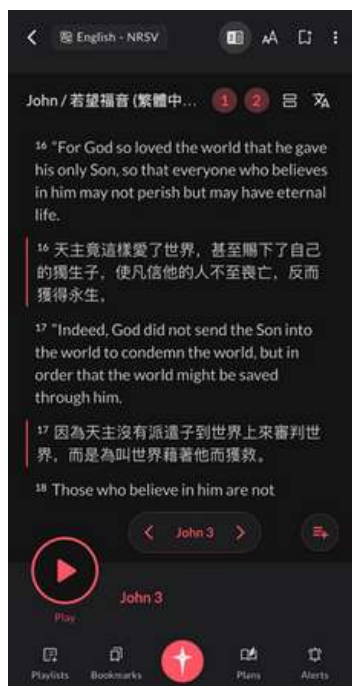 English - NRSV
AA
John / 若望福音 (繁體中... 1 2
16 "For God so loved the world that he gave
his only Son, so that everyone who believes
in him may not perish but may have eternal
life.
16 天主竟這樣愛了世界，甚至賜下了自己
的獨生子，使凡信他的人不至喪亡，反而
獲得永生，
17 "Indeed, God did not send the Son into
the world to condemn the world, but in
order that the world might be saved
through him.
17 因為天主沒有派遣子到世界上來審判世
界，而是為叫世界藉著他而獲救。
18 Those who believe in him are not
John 3
John 3
Play
Playlists Bookmarks Plans Alerts